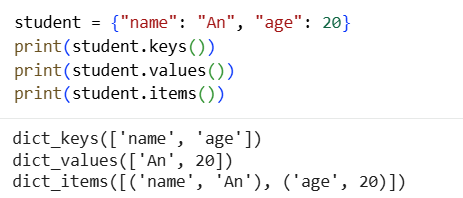 student = {"name": "An", "age": 20}
print(student.keys())
print(student.values())
print(student.items())
dict_keys(['name', 'age'])
dict_values(['An', 20])
dict_items([('name', 'An'), ('age', 20)])